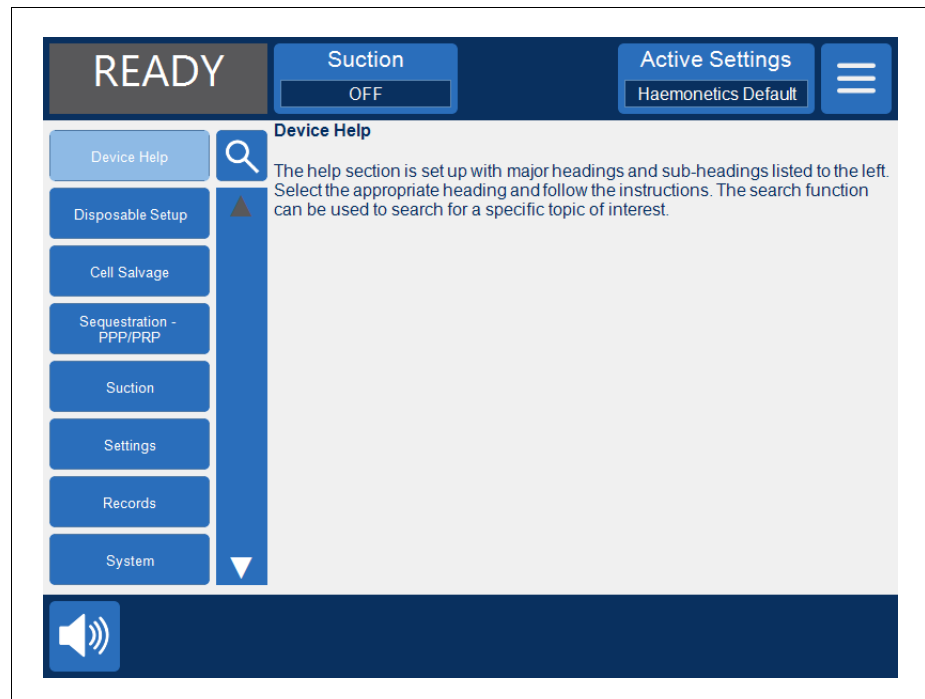 READY
Suction
OFF
Active Settings
Haemonetics Default
Device Help
Disposable Setup
Cell Salvage
Sequestration -
PPP/PRP
Suction
Settings
Records
System
Device Help
The help section is set up with major headings and sub-headings listed to the left.
Select the appropriate heading and follow the instructions. The search function
can be used to search for a specific topic of interest.